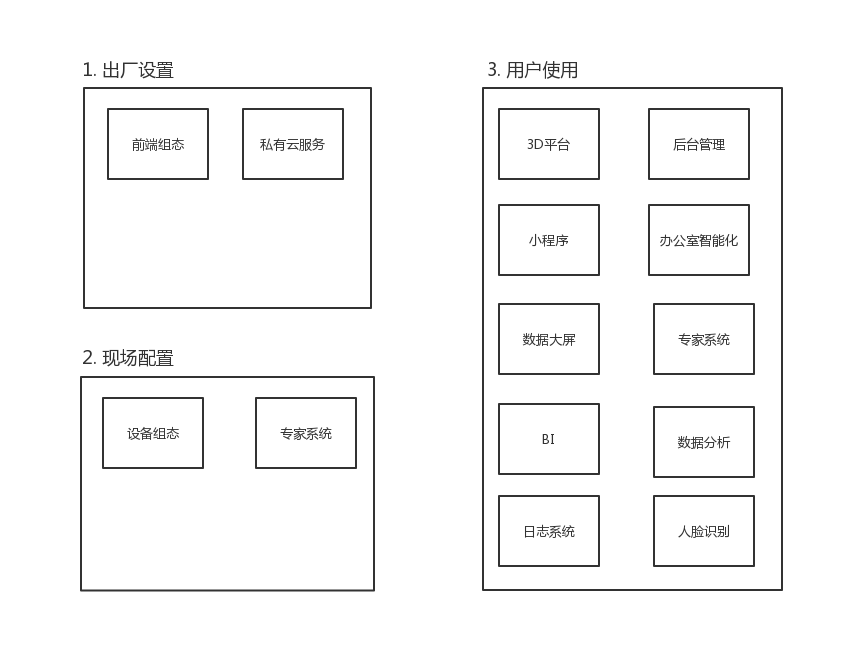 1. 出厂设置
前端组态
私有云服务
2. 现场配置
设备组态
专家系统
3. 用户使用
3D平台
后台管理
小程序
办公室智能化
数据大屏
专家系统
BI
数据分析
日志系统
人脸识别